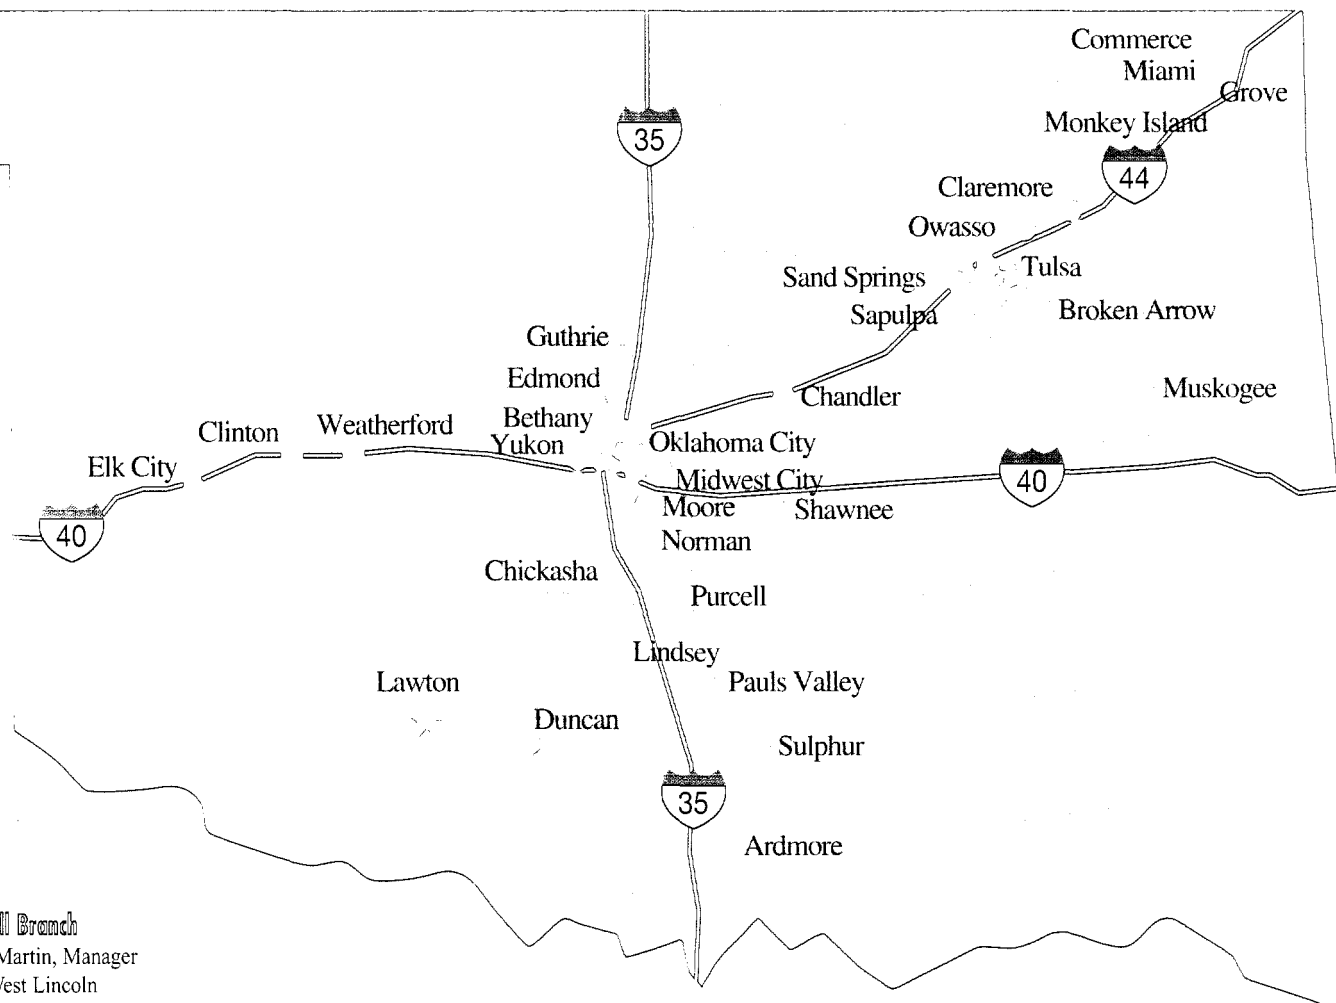 Commerce
Miami
Grove
35
Monkey Island
44
Claremore
Owasso
Tulsa
Sand Springs
Broken Arrow
Sapulpa
Guthrie
Edmond
Muskogee
Chandler
Bethany
Weatherford
Clinton
Yukon
Oklahoma City
Elk City
Midwest City
40
Moore
Shawnee
40
Norman
Chickasha
Purcell
Lindsey
Lawton
Pauls Valley
Duncan
Sulphur
35
Ardmore
ll Branch
Martin, Manager
est Lincoln